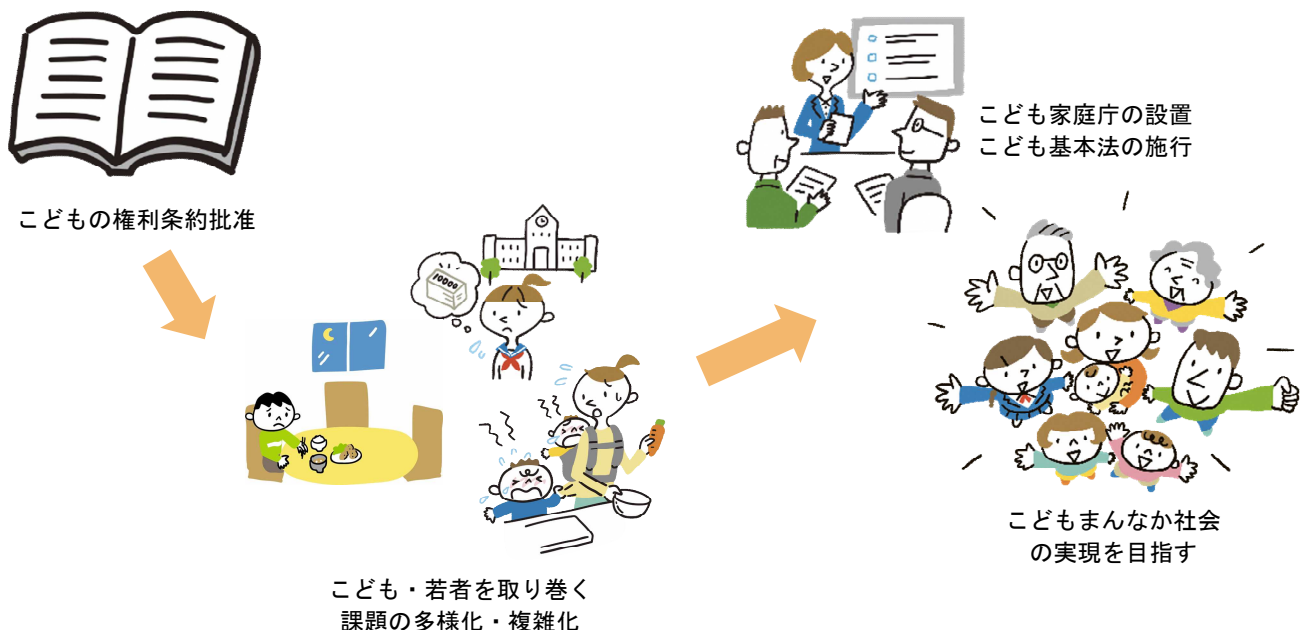 こどもの権利条約批准
10000
こども・若者を取り巻く
課題の多様化・複雑化
こども家庭庁の設置
こども基本法の施行
こどもまんなか社会
の実現を目指す